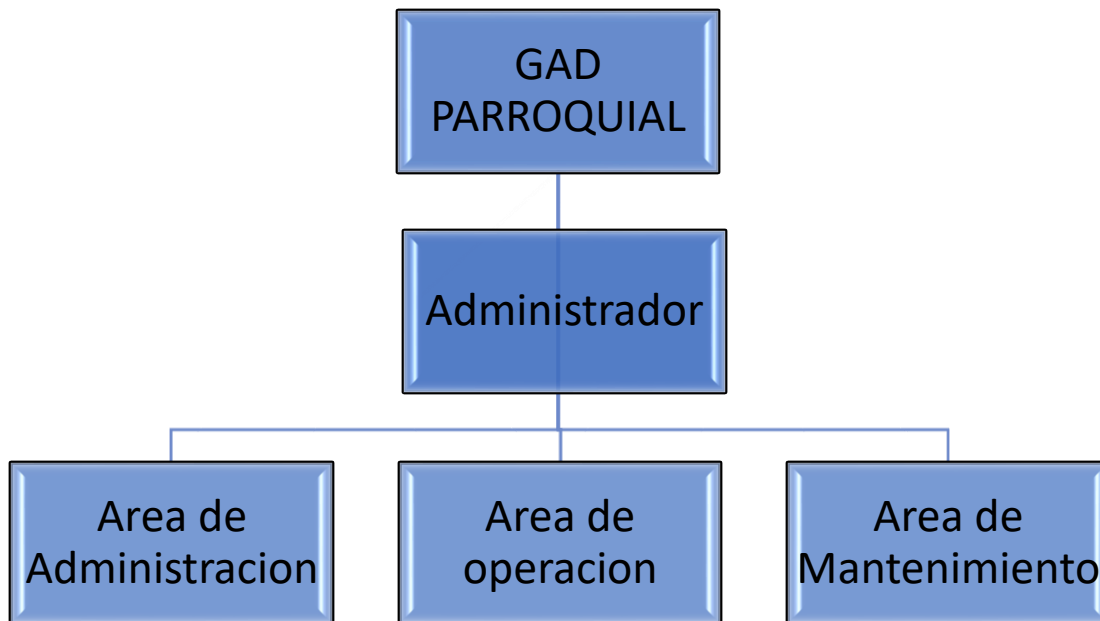 GAD
PARROQUIAL
Administrador
Area de
Administracion
Area de
operacion
Area de
Mantenimiento